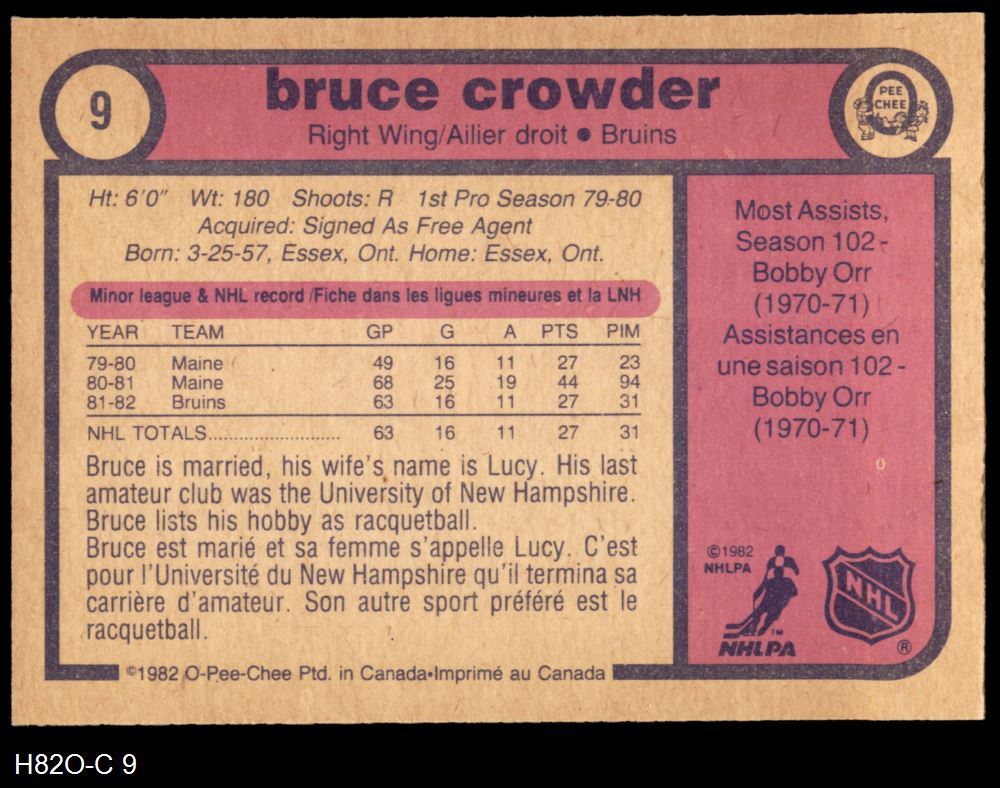 9
bruce crowder
Right Wing/Ailier droit ● Bruins
PEE
CHEE
Ht: 6'0" Wt: 180 Shoots: R 1st Pro Season 79-80
Acquired: Signed As Free Agent
Born: 3-25-57, Essex, Ont. Home: Essex, Ont.
Minor league & NHL record /Fiche dans les ligues mineures et la LNH
YEAR TEAM GP G A PTS PIM
79-80 Maine 49 16 11 27 23
80-81 Maine 68 25 19 44 94
81-82 Bruins 63 16 11 27 31
NHL TOTALS.......................... 63 16 11 27 31
Bruce is married, his wife's name is Lucy. His last
amateur club was the University of New Hampshire.
Bruce lists his hobby as racquetball.
Bruce est marié et sa femme s'appelle Lucy. C'est
pour l'Université du New Hampshire qu'il termina sa
carrière d'amateur. Son autre sport préféré est le
racquetball.
Most Assists,
Season 102-
Bobby Orr
(1970-71)
Assistances en
une saison 102-
Bobby Orr
(1970-71)
©1982
NHLPA
TM
NHLPA
NHL
®
©1982 O-Pee-Chee Ptd. in Canada•Imprimé au Canada
H82O-C 9